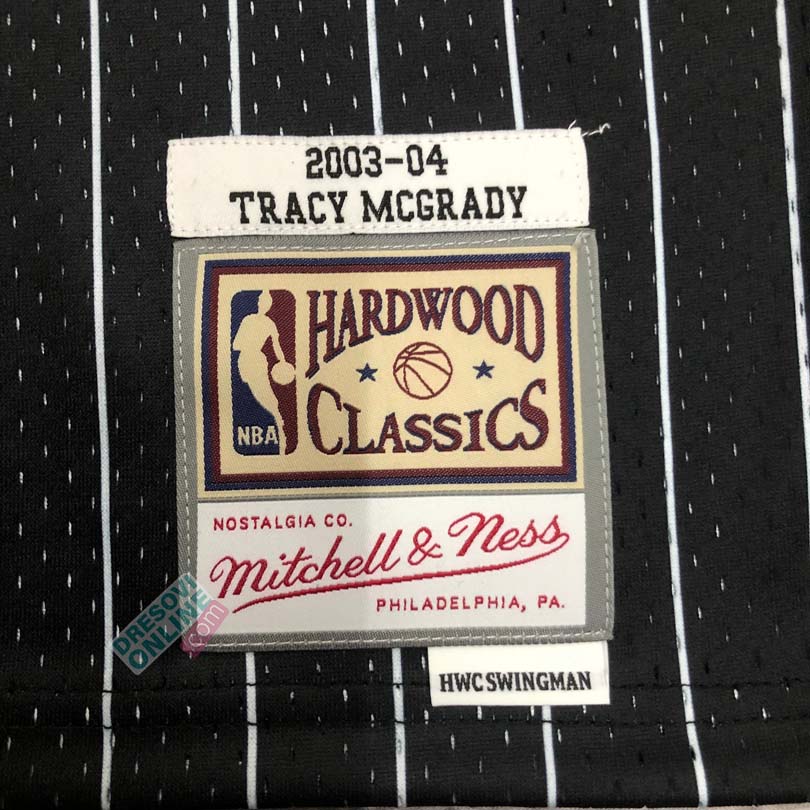 2003-04
TRACY MCGRADY
HARDWOOD
CLASSICS
NBA
NOSTALGIA CO.
Mitchell & Ness
PHILADELPHIA, PA.
DRESOVI
ONLINE
.com
HWC SWINGMAN